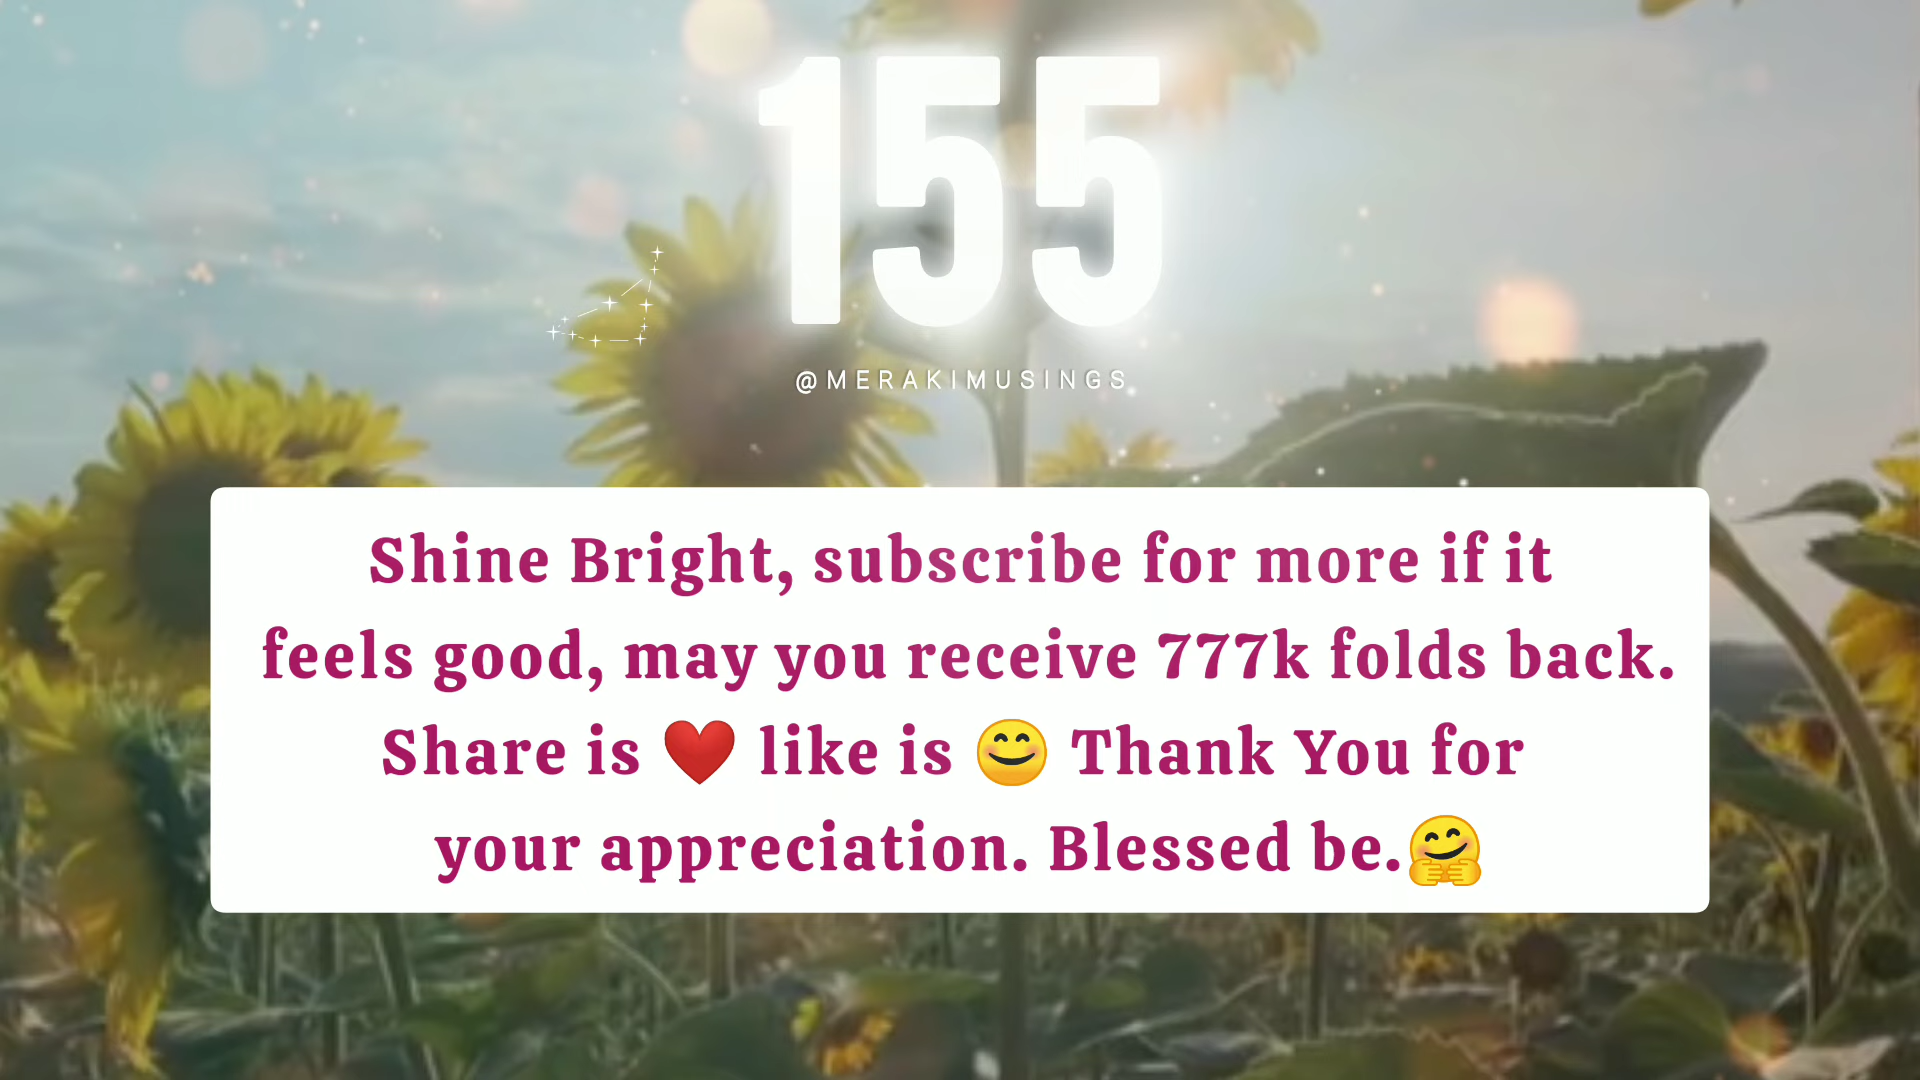 155
@MERAKIMUSINGS
Shine Bright, subscribe for more if it
feels good, may you receive 777k folds back.
Share is ❤️ like is 😊 Thank You for
your appreciation. Blessed be.🤗